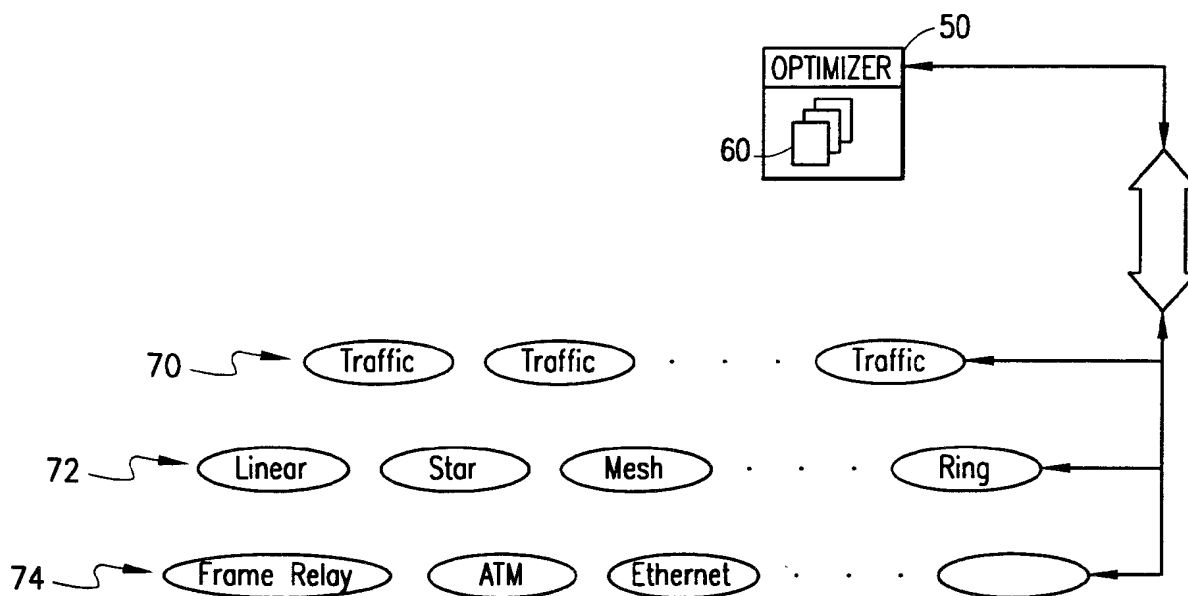 50
OPTIMIZER
60
70 Traffic Traffic . . . Traffic
72 Linear Star Mesh . . . Ring
74 Frame Relay ATM Ethernet . . .